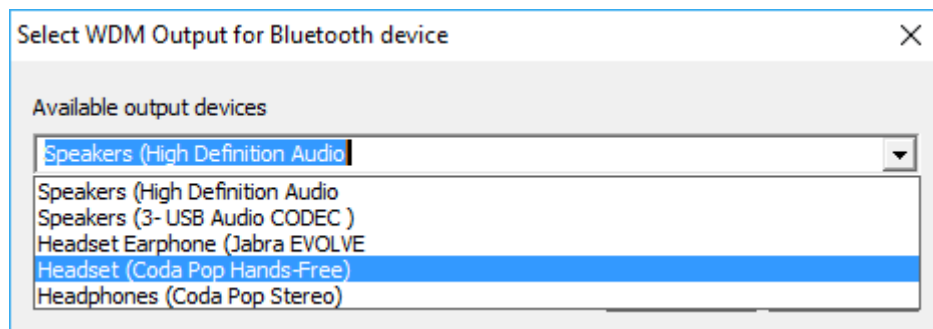 Select WDM Output for Bluetooth device
Available output devices
Speakers (High Definition Audio
Speakers (High Definition Audio
Speakers (3- USB Audio CODEC )
Headset Earphone (Jabra EVOLVE
Headset (Coda Pop Hands-Free)
Headphones (Coda Pop Stereo)